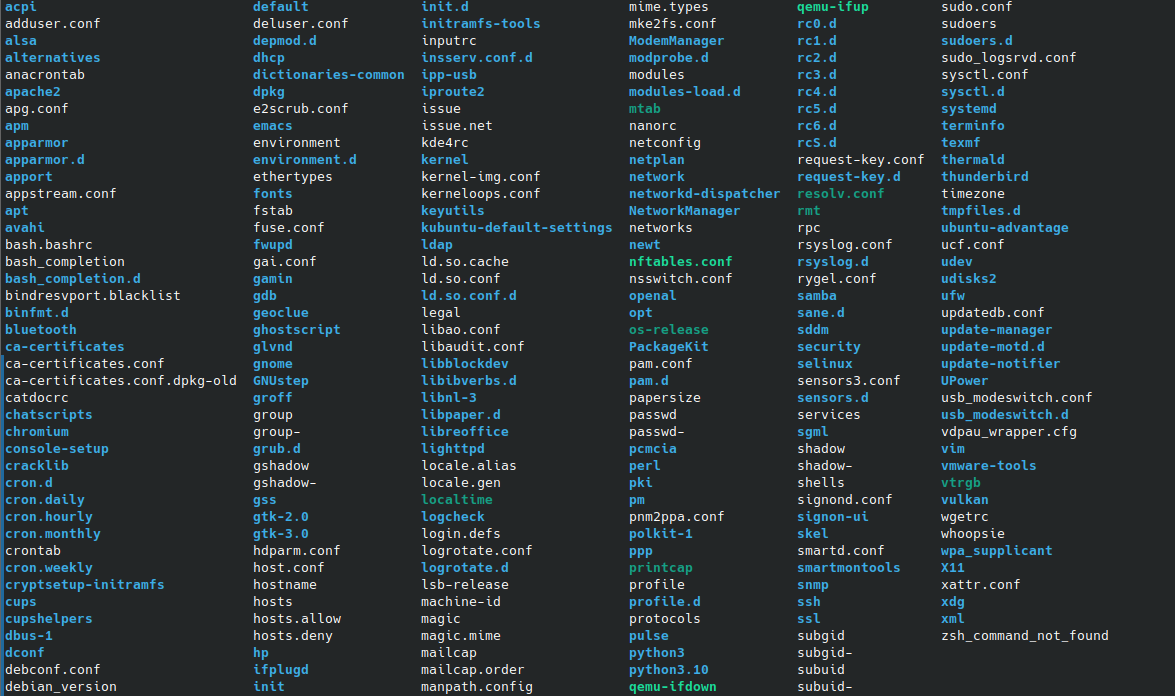 acpi default init.d mime.types qemu-ifup sudo.conf
adduser.conf deluser.conf initramfs-tools mke2fs.conf rc0.d sudoers
alsa depmod.d inputrc ModemManager rc1.d sudoers.d
alternatives dhcp insserv.conf.d modprobe.d rc2.d sudo_logsrvd.conf
anacrontab dictionaries-common ipp-usb modules rc3.d sysctl.conf
apache2 dpkg iproute2 modules-load.d rc4.d sysctl.d
apg.conf e2scrub.conf issue mtab rc5.d systemd
apm emacs issue.net nanorc rc6.d terminfo
apparmor environment kde4rc netconfig rcS.d texmf
apparmor.d environment.d kernel netplan request-key.conf thermald
apport ethertypes kernel-img.conf network request-key.d thunderbird
appstream.conf fonts kerneloops.conf networkd-dispatcher resolv.conf timezone
apt fstab keyutils NetworkManager rmt tmpfiles.d
avahi fuse.conf kubuntu-default-settings networks rpc ubuntu-advantage
bash.bashrc fwupd ldap newt rsyslog.conf ucf.conf
bash_completion gai.conf ld.so.cache nftables.conf rsyslog.d udev
bash_completion.d gamin ld.so.conf nsswitch.conf rygel.conf udisks2
bindresvport.blacklist gdb ld.so.conf.d openal samba ufw
binfmt.d geoclue legal opt sane.d updatedb.conf
bluetooth ghostscript libao.conf os-release sddm update-manager
ca-certificates glvnd libaudit.conf PackageKit security update-motd.d
ca-certificates.conf gnome libblockdev pam.conf selinux update-notifier
ca-certificates.conf.dpkg-old GNUstep libibverbs.d pam.d sensors3.conf UPower
catdocrc groff libnl-3 papersize sensors.d usb_modeswitch.conf
chatscripts group libpaper.d passwd services usb_modeswitch.d
chromium group- libreoffice passwd- sgml vdpau_wrapper.cfg
console-setup grub.d lighttpd pcmcia shadow vim
cracklib gshadow locale.alias perl shadow- vmware-tools
cron.d gshadow- locale.gen pki shells vtrgb
cron.daily gss localtime pm signond.conf vulkan
cron.hourly gtk-2.0 logcheck pnm2ppa.conf signon-ui wgetrc
cron.monthly gtk-3.0 login.defs polkit-1 skel whoopsie
crontab hdparm.conf logrotate.conf ppp smartd.conf wpa_supplicant
cron.weekly host.conf logrotate.d printcap smartmontools X11
cryptsetup-initramfs hostname lsb-release profile snmp xattr.conf
cups hosts machine-id profile.d ssh xdg
cupshelpers hosts.allow magic protocols ssl xml
dbus-1 hosts.deny magic.mime pulse subgid zsh_command_not_found
dconf hp mailcap python3 subgid-
debconf.conf ifplugd mailcap.order python3.10 subuid
debian_version init manpath.config qemu-ifdown subuid-